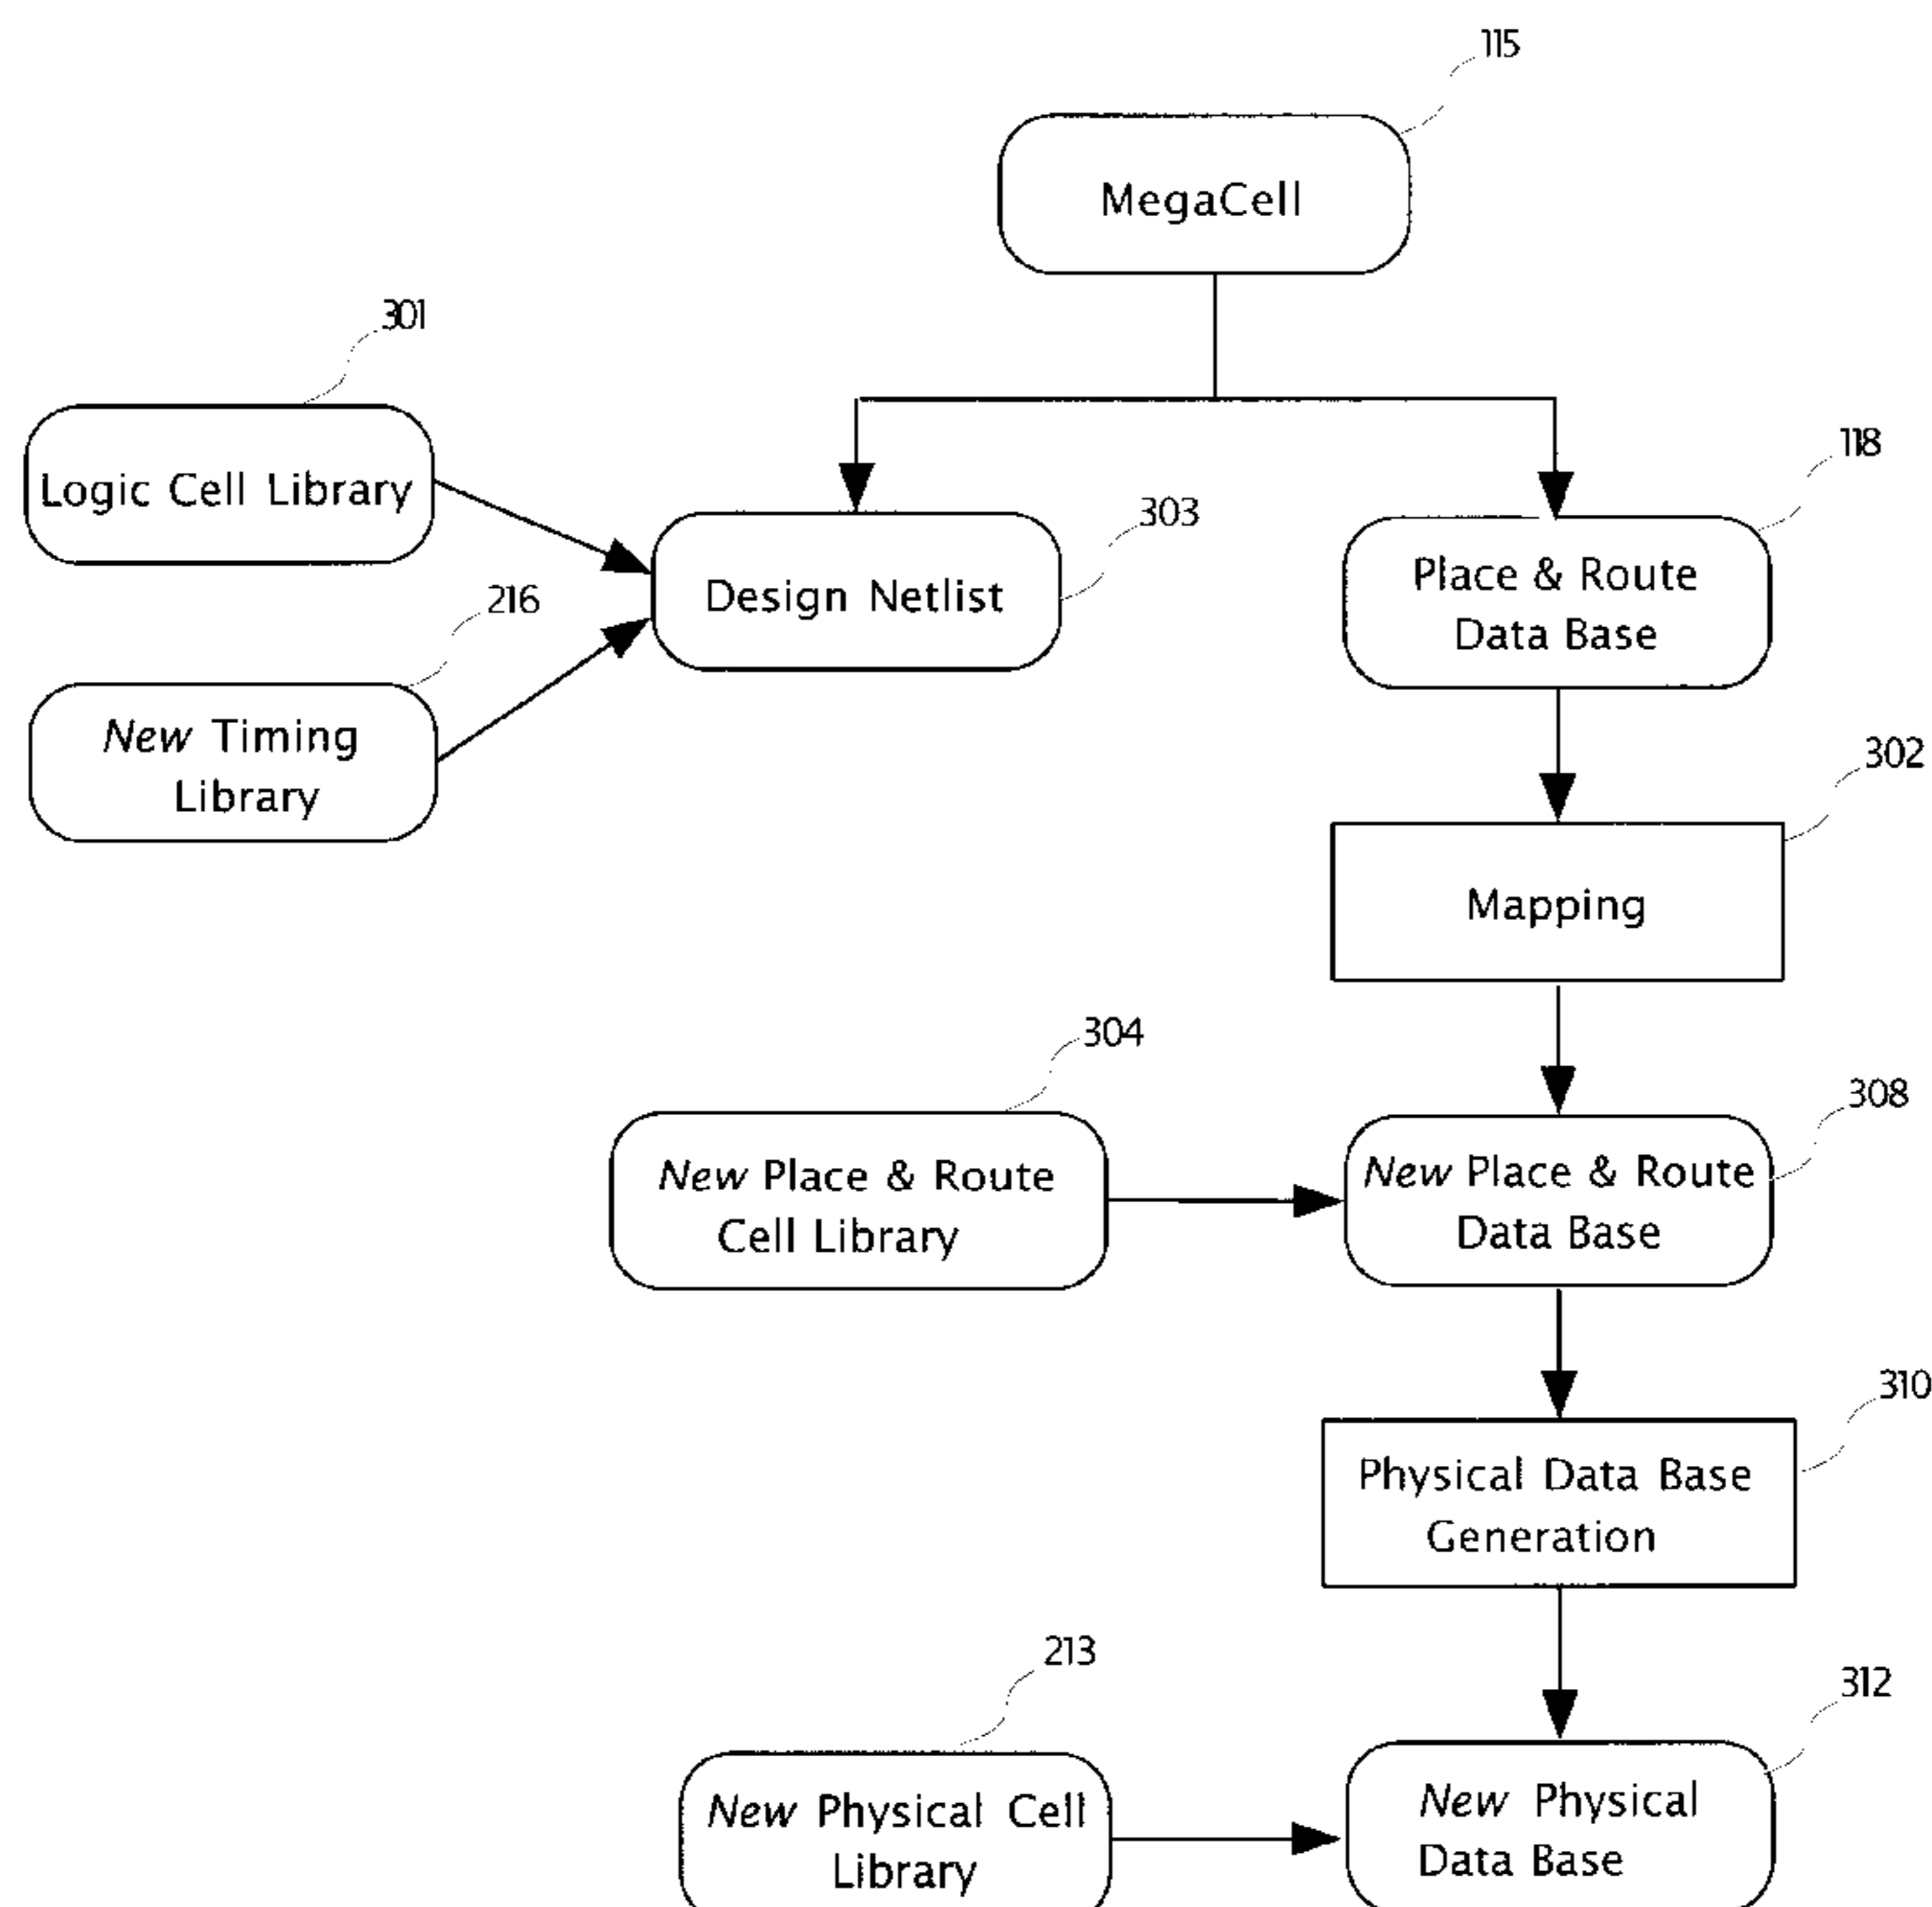 115
MegaCell
301
Logic Cell Library
118
303
Design Netlist
Place & Route
Data Base
216
New Timing
Library
302
Mapping
304
New Place & Route
Cell Library
308
New Place & Route
Data Base
310
Physical Data Base
Generation
213
New Physical Cell
Library
312
New Physical
Data Base